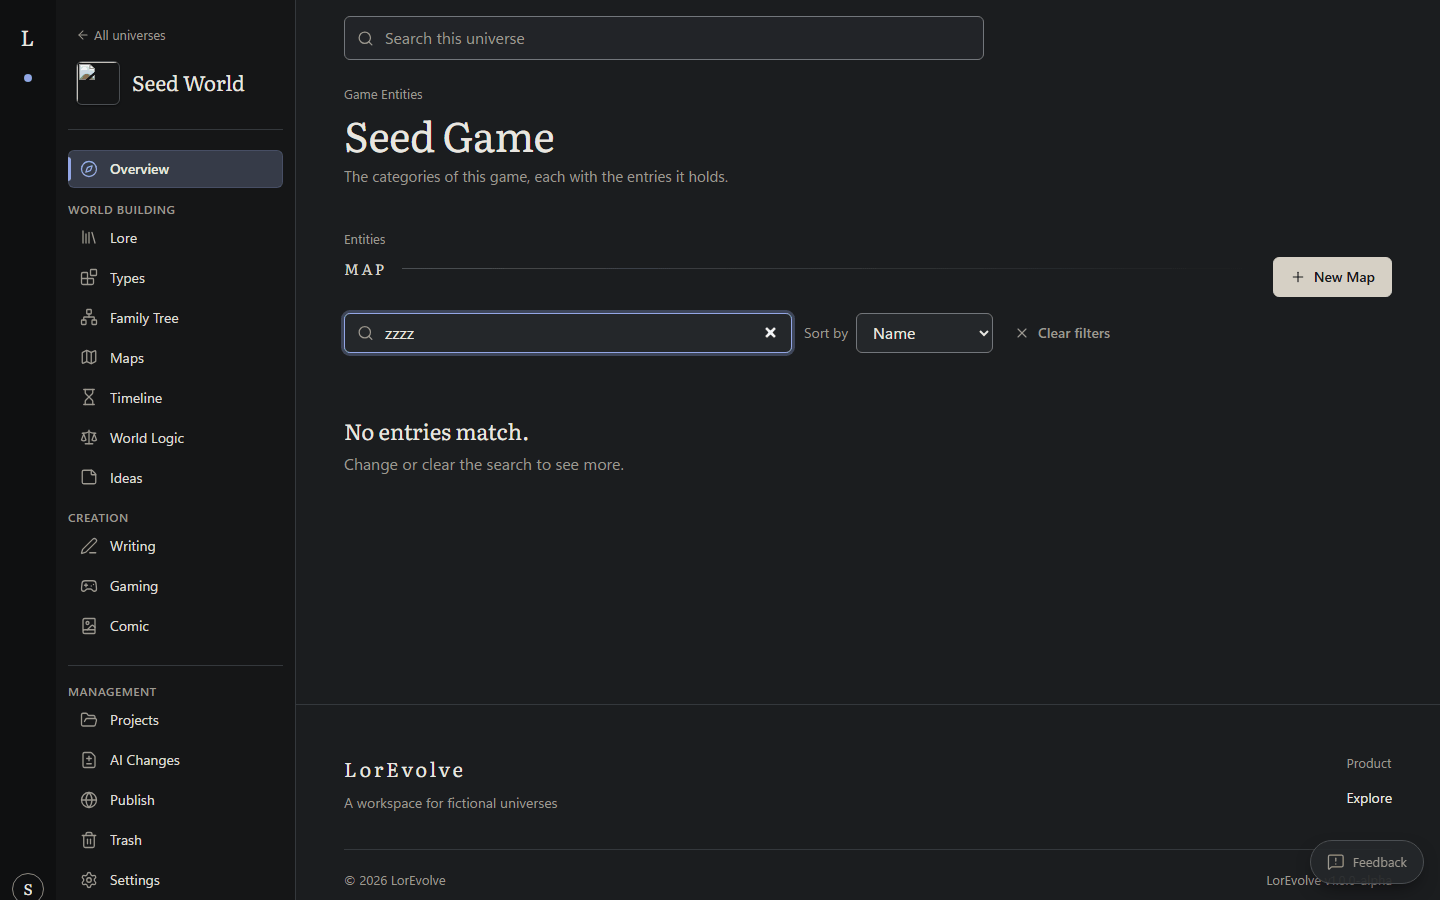 L
All universes
Seed World
Overview
WORLD BUILDING
Lore
Types
Family Tree
Maps
Timeline
World Logic
Ideas
CREATION
Writing
Gaming
Comic
MANAGEMENT
Projects
AI Changes
Publish
Trash
Settings
S
Search this universe
Game Entities
Seed Game
The categories of this game, each with the entries it holds.
Entities
MAP
New Map
zzzz
Sort by
Name
Clear filters
No entries match.
Change or clear the search to see more.
LorEvolve
A workspace for fictional universes
Product
Explore
Feedback
© 2026 LorEvolve
LorEvolve v1.0.0-alpha